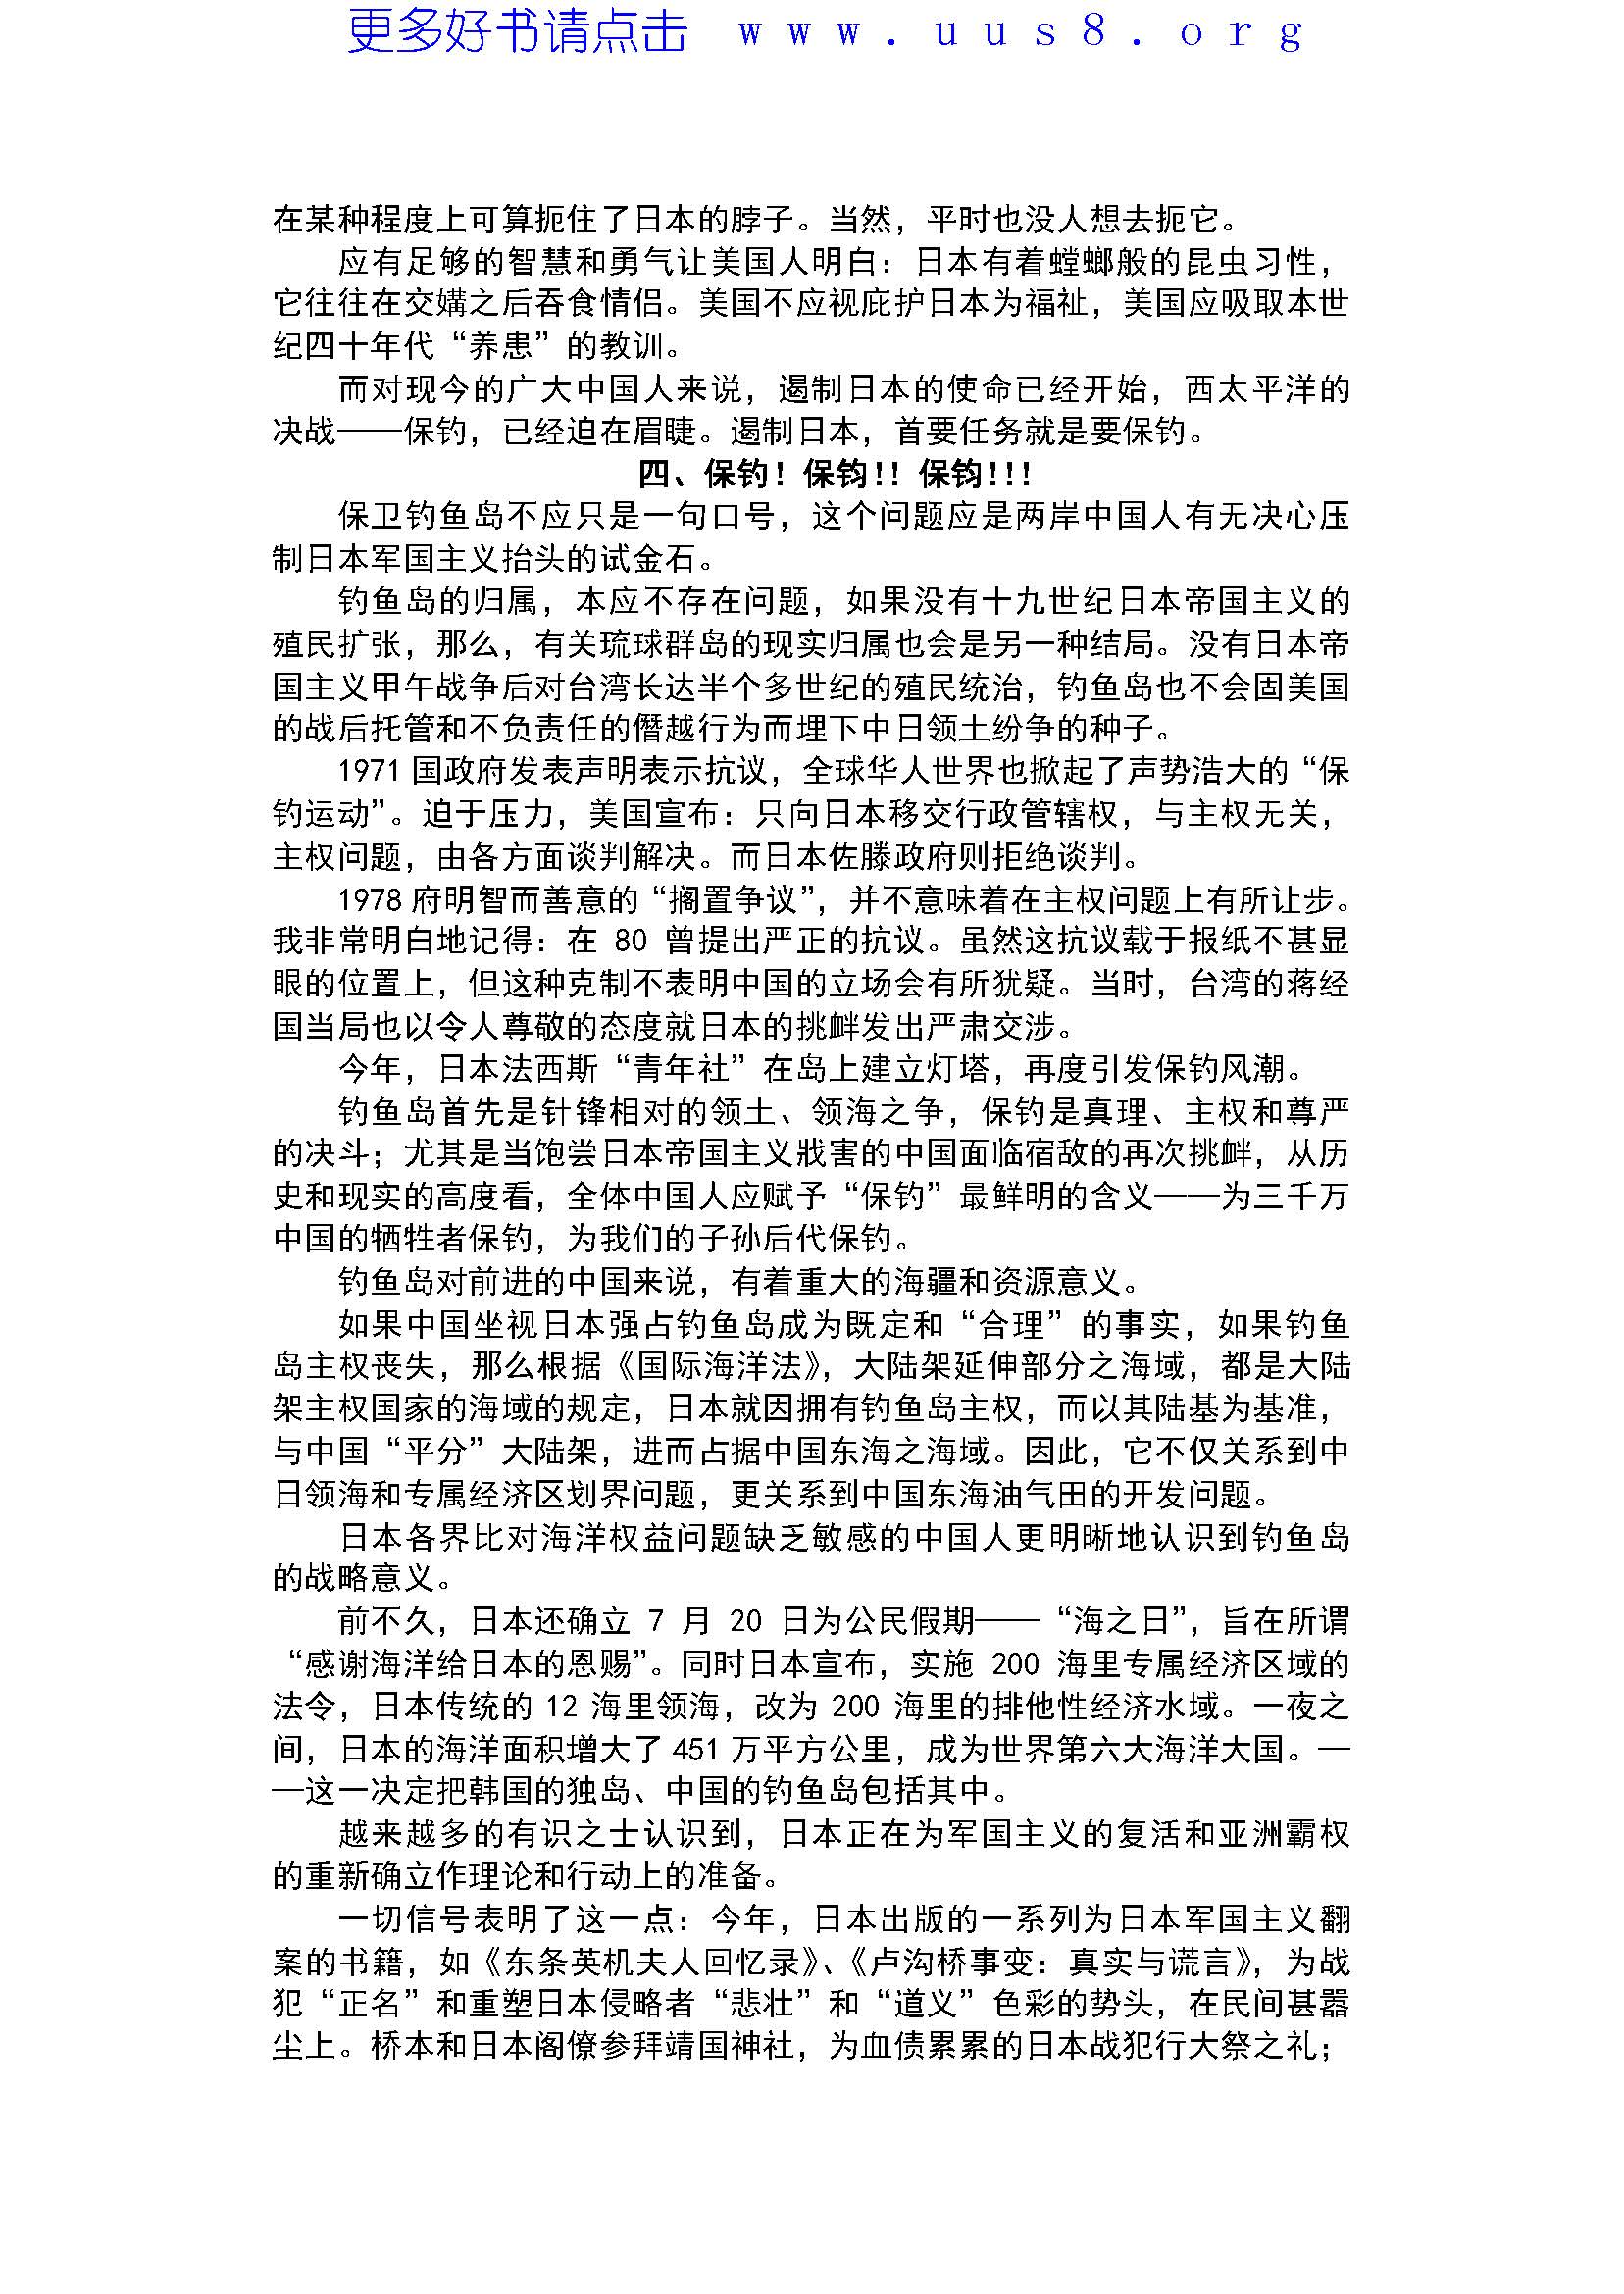 更多好书请点击 www.uus8.org
在某种程度上可算扼住了日本的脖子。当然，平时也没人想去扼它。
应有足够的智慧和勇气让美国人明白：日本有着螳螂般的昆虫习性，
它往往在交媾之后吞食情侣。美国不应视庇护日本为福祉，美国应吸取本世
纪四十年代“养患”的教训。
而对现今的广大中国人来说，遏制日本的使命已经开始，西太平洋的
决战——保钓，已经迫在眉睫。遏制日本，首要任务就是要保钓。
四、保钓！保钧！！保钧！！！
保卫钓鱼岛不应只是一句口号，这个问题应是两岸中国人有无决心压
制日本军国主义抬头的试金石。
钓鱼岛的归属，本应不存在问题，如果没有十九世纪日本帝国主义的
殖民扩张，那么，有关琉球群岛的现实归属也会是另一种结局。没有日本帝
国主义甲午战争后对台湾长达半个多世纪的殖民统治，钓鱼岛也不会固美国
的战后托管和不负责任的僭越行为而埋下中日领土纷争的种子。
1971 国政府发表声明表示抗议，全球华人世界也掀起了声势浩大的“保
钓运动”。迫于压力，美国宣布：只向日本移交行政管辖权，与主权无关，
主权问题，由各方面谈判解决。而日本佐滕政府则拒绝谈判。
1978 府明智而善意的“搁置争议”，并不意味着在主权问题上有所让步。
我非常明白地记得：在 80 曾提出严正的抗议。虽然这抗议载于报纸不甚显
眼的位置上，但这种克制不表明中国的立场会有所犹疑。当时，台湾的蒋经
国当局也以令人尊敬的态度就日本的挑衅发出严肃交涉。
今年，日本法西斯“青年社”在岛上建立灯塔，再度引发保钓风潮。
钓鱼岛首先是针锋相对的领土、领海之争，保钓是真理、主权和尊严
的决斗；尤其是当饱尝日本帝国主义戕害的中国面临宿敌的再次挑衅，从历
史和现实的高度看，全体中国人应赋予“保钓”最鲜明的含义——为三千万
中国的牺牲者保钓，为我们的子孙后代保钓。
钓鱼岛对前进的中国来说，有着重大的海疆和资源意义。
如果中国坐视日本强占钓鱼岛成为既定和“合理”的事实，如果钓鱼
岛主权丧失，那么根据《国际海洋法》，大陆架延伸部分之海域，都是大陆
架主权国家的海域的规定，日本就因拥有钓鱼岛主权，而以其陆基为基准，
与中国“平分”大陆架，进而占据中国东海之海域。因此，它不仅关系到中
日领海和专属经济区划界问题，更关系到中国东海油气田的开发问题。
日本各界比对海洋权益问题缺乏敏感的中国人更明晰地认识到钓鱼岛
的战略意义。
前不久，日本还确立 7 月 20 日为公民假期——“海之日”，旨在所谓
“感谢海洋给日本的恩赐”。同时日本宣布，实施 200 海里专属经济区域的
法令，日本传统的 12 海里领海，改为 200 海里的排他性经济水域。一夜之
间，日本的海洋面积增大了 451 万平方公里，成为世界第六大海洋大国。—
—这一决定把韩国的独岛、中国的钓鱼岛包括其中。
越来越多的有识之士认识到，日本正在为军国主义的复活和亚洲霸权
的重新确立作理论和行动上的准备。
一切信号表明了这一点：今年，日本出版的一系列为日本军国主义翻
案的书籍，如《东条英机夫人回忆录》、《卢沟桥事变：真实与谎言》，为战
犯“正名”和重塑日本侵略者“悲壮”和“道义”色彩的势头，在民间甚嚣
尘上。桥本和日本阁僚参拜靖国神社，为血债累累的日本战犯行大祭之礼；